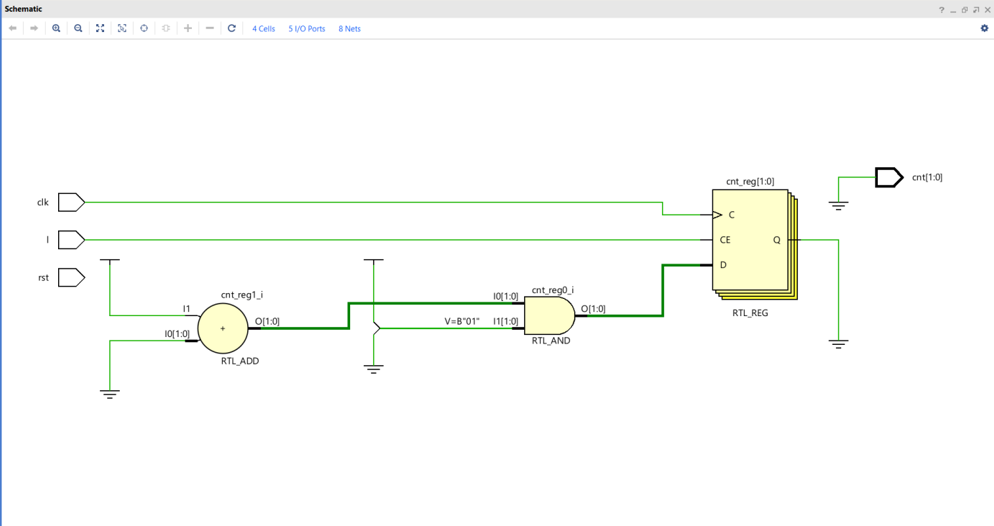 Schematic
4 Cells 5 I/O Ports 8 Nets
cnt_reg[1:0]
cnt[1:0]
clk
C
I
CE
Q
rst
D
cnt_reg1_i
cnt_reg0_i
I1
I0[1:0]
O[1:0]
O[1:0]
V=B"01"
I1[1:0]
I0[1:0]
RTL_REG
RTL_AND
RTL_ADD